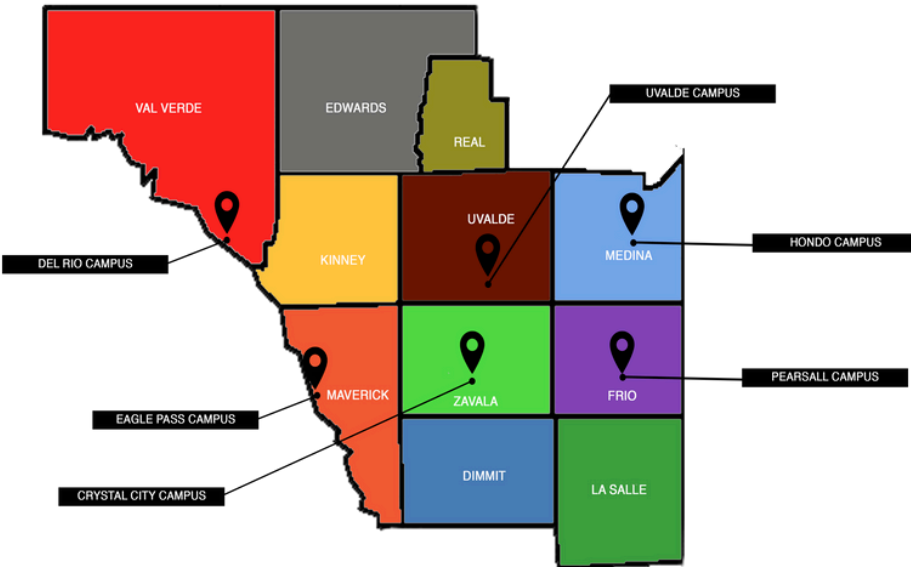 VAL VERDE
EDWARDS
REAL
UVALDE CAMPUS
UVALDE
KINNEY
MEDINA
HONDO CAMPUS
DEL RIO CAMPUS
MAVERICK
ZAVALA
FRIO
PEARSALL CAMPUS
EAGLE PASS CAMPUS
DIMMIT
LA SALLE
CRYSTAL CITY CAMPUS